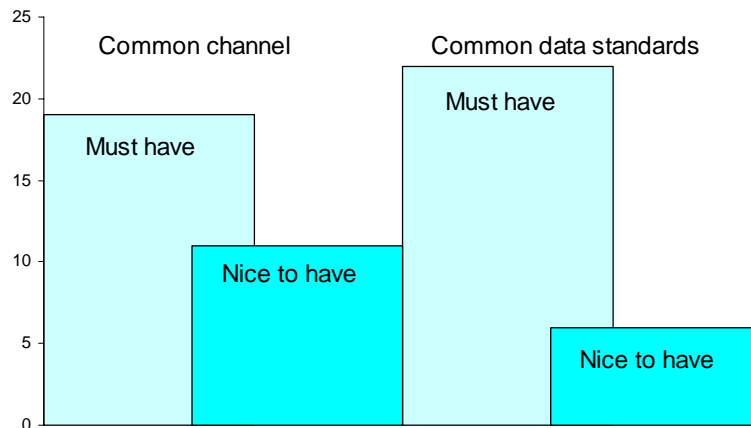 25
Common channel
Common data standards
20
Must have
Must have
15
10
Nice to have
5
Nice to have
0